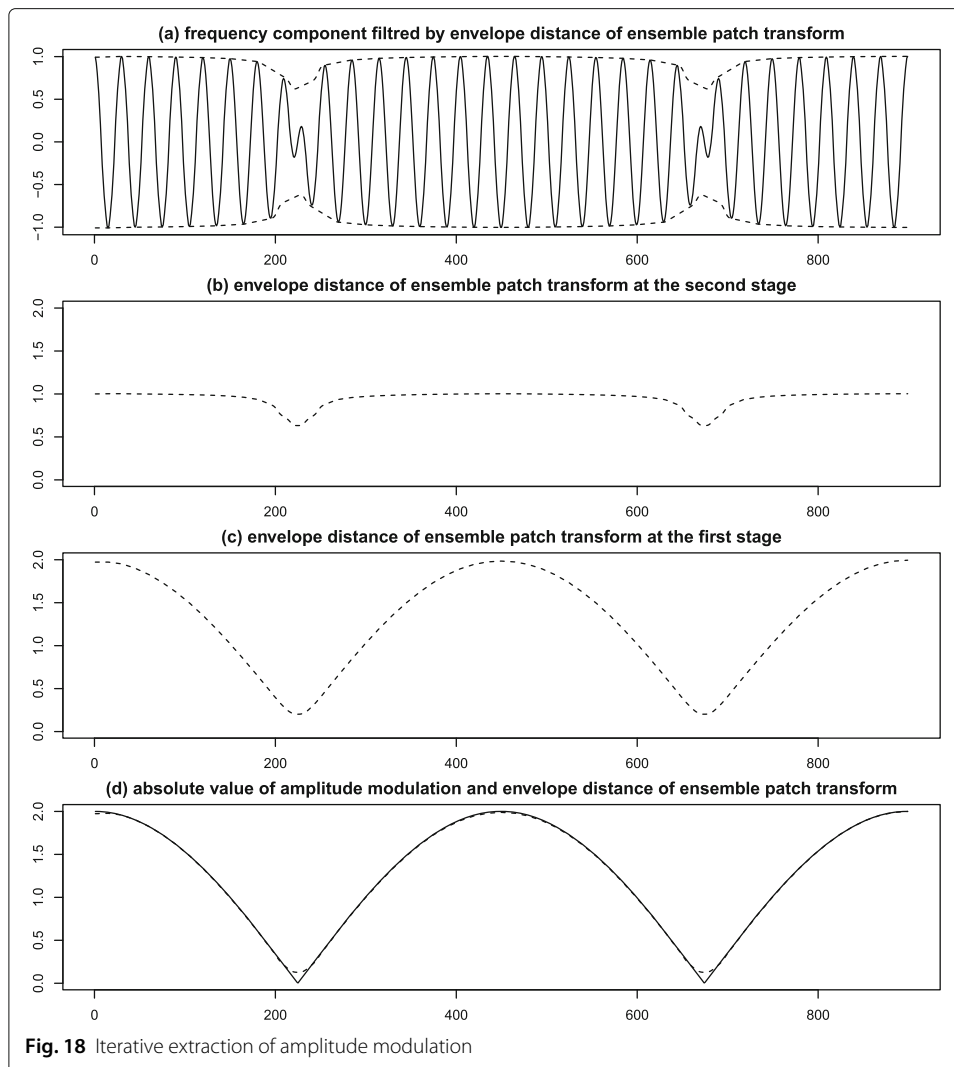 (a) frequency component filtred by envelope distance of ensemble patch transform
1.0
0.5
0.0
−0.5
−1.0
0 200 400 600 800
(b) envelope distance of ensemble patch transform at the second stage
2.0
1.5
1.0
0.5
0.0
0 200 400 600 800
(c) envelope distance of ensemble patch transform at the first stage
2.0
1.5
1.0
0.5
0.0
0 200 400 600 800
(d) absolute value of amplitude modulation and envelope distance of ensemble patch transform
2.0
1.5
1.0
0.5
0.0
0 200 400 600 800
Fig. 18 Iterative extraction of amplitude modulation